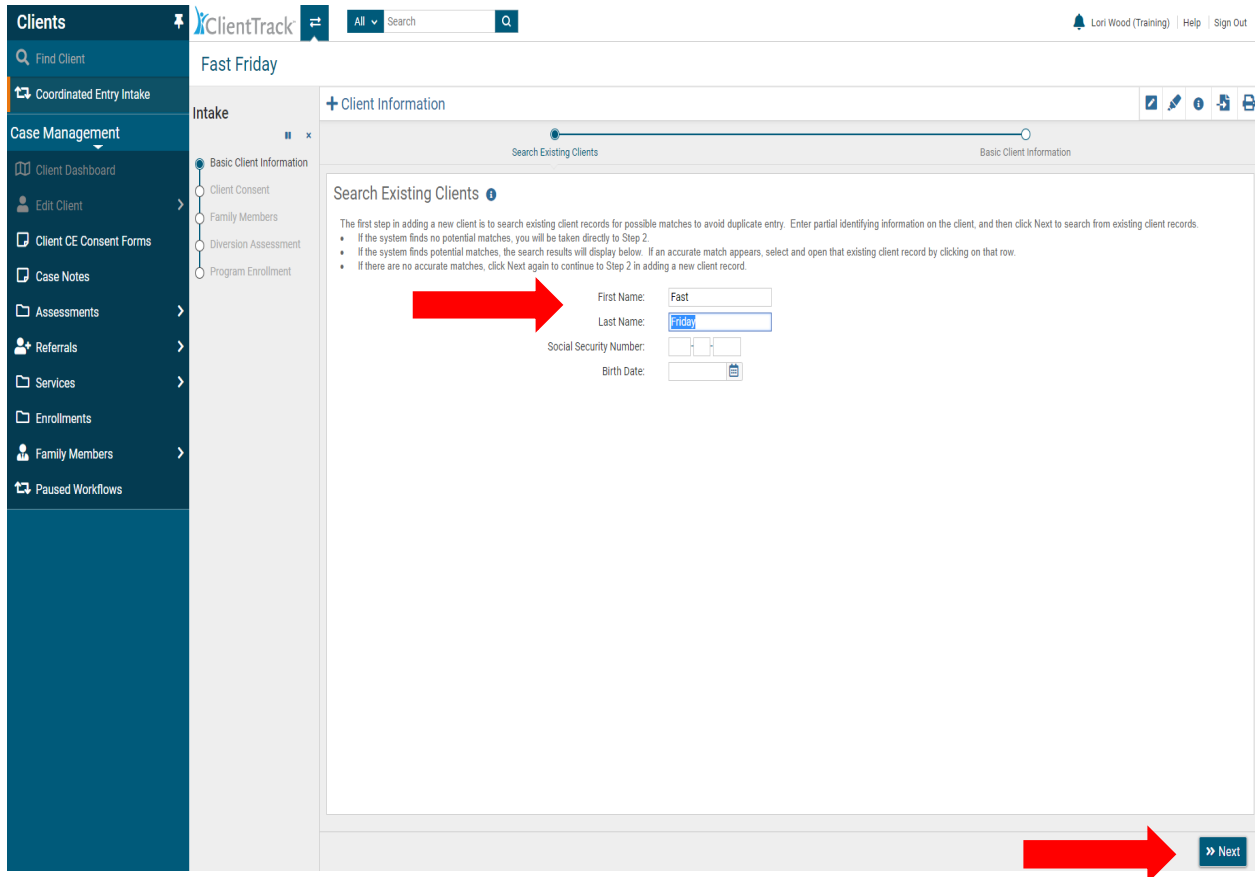 Clients
ClientTrack
All
Search
Lori Wood (Training)
Help
Sign Out
Find Client
Coordinated Entry Intake
Case Management
Client Dashboard
Edit Client
Client CE Consent Forms
Case Notes
Assessments
Referrals
Services
Enrollments
Family Members
Paused Workflows
Fast Friday
Intake
Basic Client Information
Client Consent
Family Members
Diversion Assessment
Program Enrollment
Client Information
Search Existing Clients
Basic Client Information
Search Existing Clients
The first step in adding a new client is to search existing client records for possible matches to avoid duplicate entry. Enter partial identifying information on the client, and then click Next to search from existing client records.
• If the system finds no potential matches, you will be taken directly to Step 2.
• If the system finds potential matches, the search results will display below. If an accurate match appears, select and open that existing client record by clicking on that row.
• If there are no accurate matches, click Next again to continue to Step 2 in adding a new client record.
First Name: Fast
Last Name: Friday
Social Security Number: - -
Birth Date:
Next